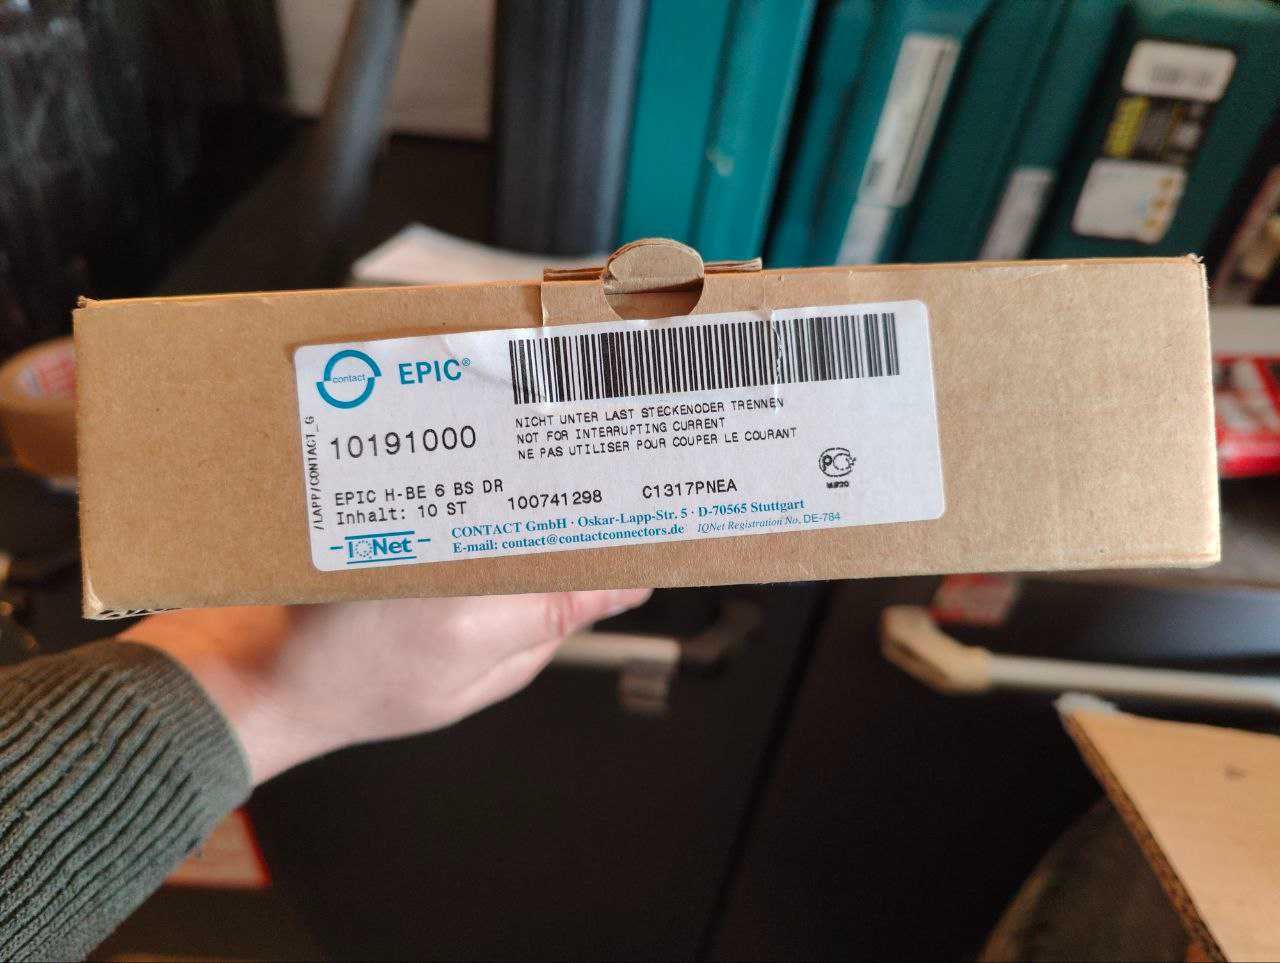 contact
EPIC®
/LAPP/CONTACT_G
10191000
NICHT UNTER LAST STECKENODER TRENNEN
NOT FOR INTERRUPTING CURRENT
NE PAS UTILISER POUR COUPER LE COURANT
EPIC H-BE 6 BS DR
Inhalt: 10 ST
100741298
C1317PNEA
IQNet
CONTACT GmbH · Oskar-Lapp-Str. 5 · D-70565 Stuttgart
E-mail: contact@contactconnectors.de
IQNet Registration No. DE-784